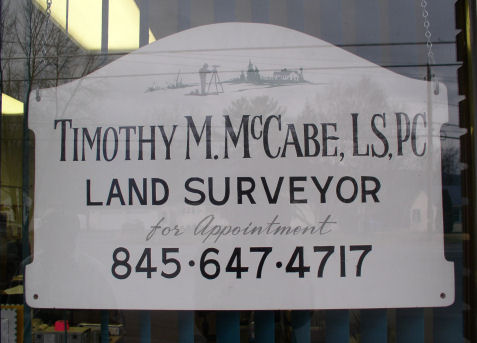 TIMOTHY M. McCABE, LS, PC
LAND SURVEYOR
for Appointment
845·647·4717